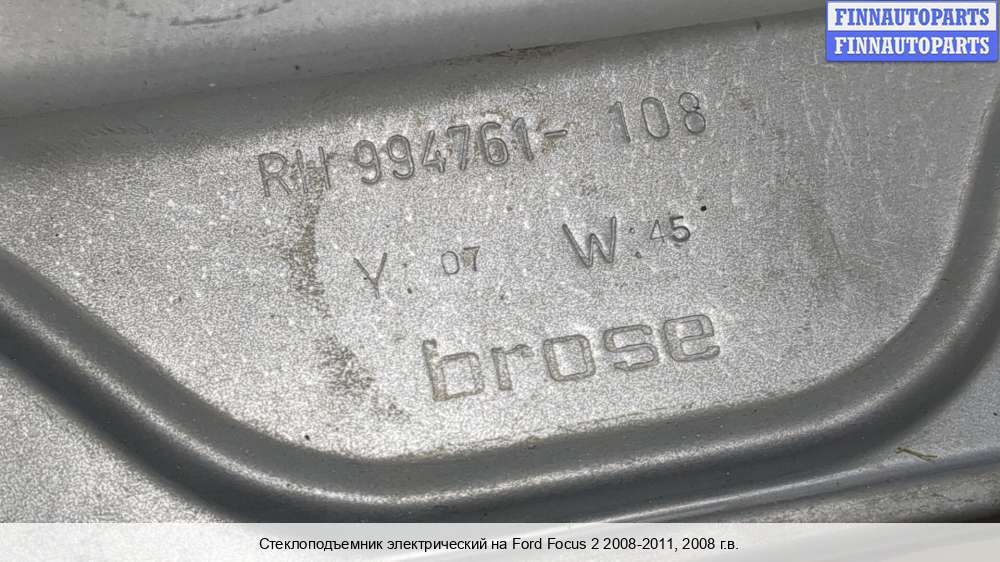 FINNAUTOPARTS
FINNAUTOPARTS
RH 994761- 108
Y: 07 W: 45
brose
Стеклоподъемник электрический на Ford Focus 2 2008-2011, 2008 г.в.